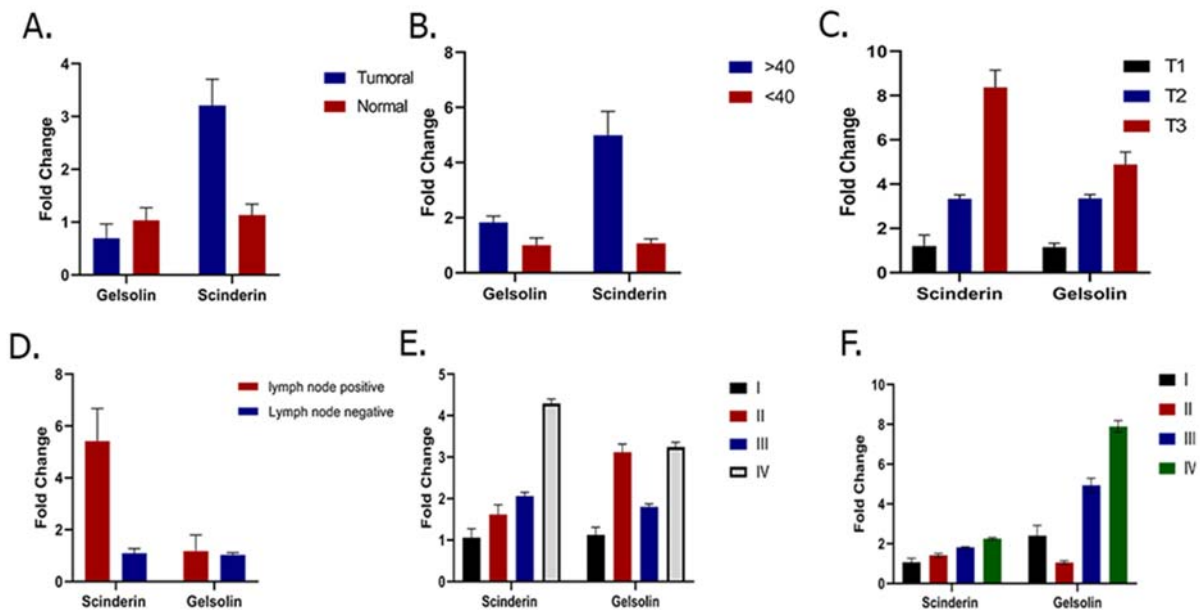 A.
Fold Change
4
3
2
1
0
Gelsolin Scinderin
Tumoral
Normal
B.
Fold Change
8
6
4
2
0
Gelsolin Scinderin
>40
<40
C.
Fold Change
10
8
6
4
2
0
Scinderin Gelsolin
T1
T2
T3
D.
Fold Change
8
6
4
2
0
Scinderin Gelsolin
lymph node positive
Lymph node negative
E.
Fold Change
5
4
3
2
1
0
Scinderin Gelsolin
I
II
III
IV
F.
Fold Change
10
8
6
4
2
0
Scinderin Gelsolin
I
II
III
IV